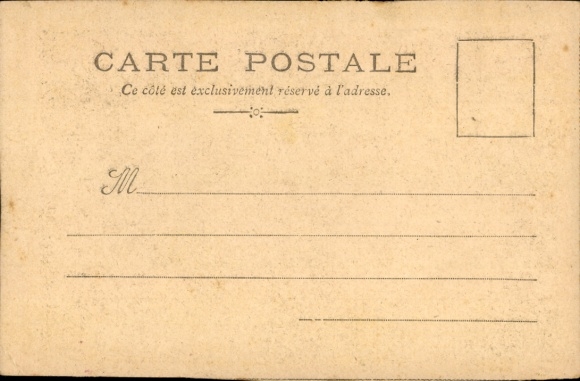 CARTE POSTALE
Ce côté est exclusivement réservé à l'adresse.
M